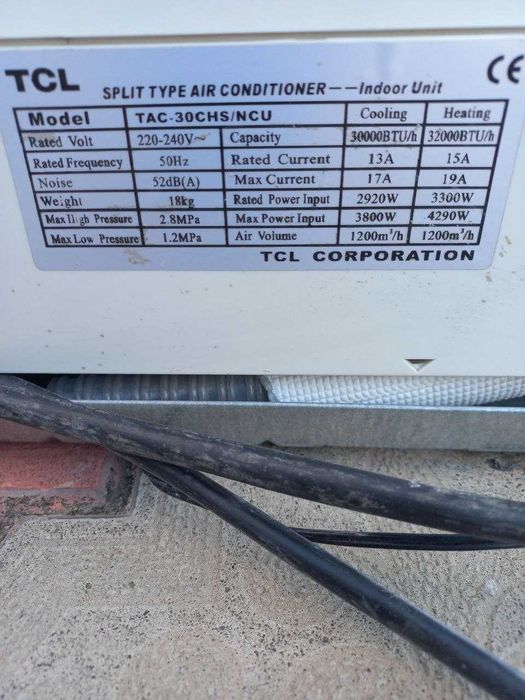 TCL SPLIT TYPE AIR CONDITIONER——Indoor Unit CE
Model TAC-30CHS/NCU Cooling Heating
Rated Volt 220-240V~ Capacity 30000BTU/h 32000BTU/h
Rated Frequency 50Hz Rated Current 13A 15A
Noise 52dB(A) Max Current 17A 19A
Weight 18kg Rated Power Input 2920W 3300W
Max High Pressure 2.8MPa Max Power Input 3800W 4290W
Max Low Pressure 1.2MPa Air Volume 1200m³/h 1200m³/h
TCL CORPORATION